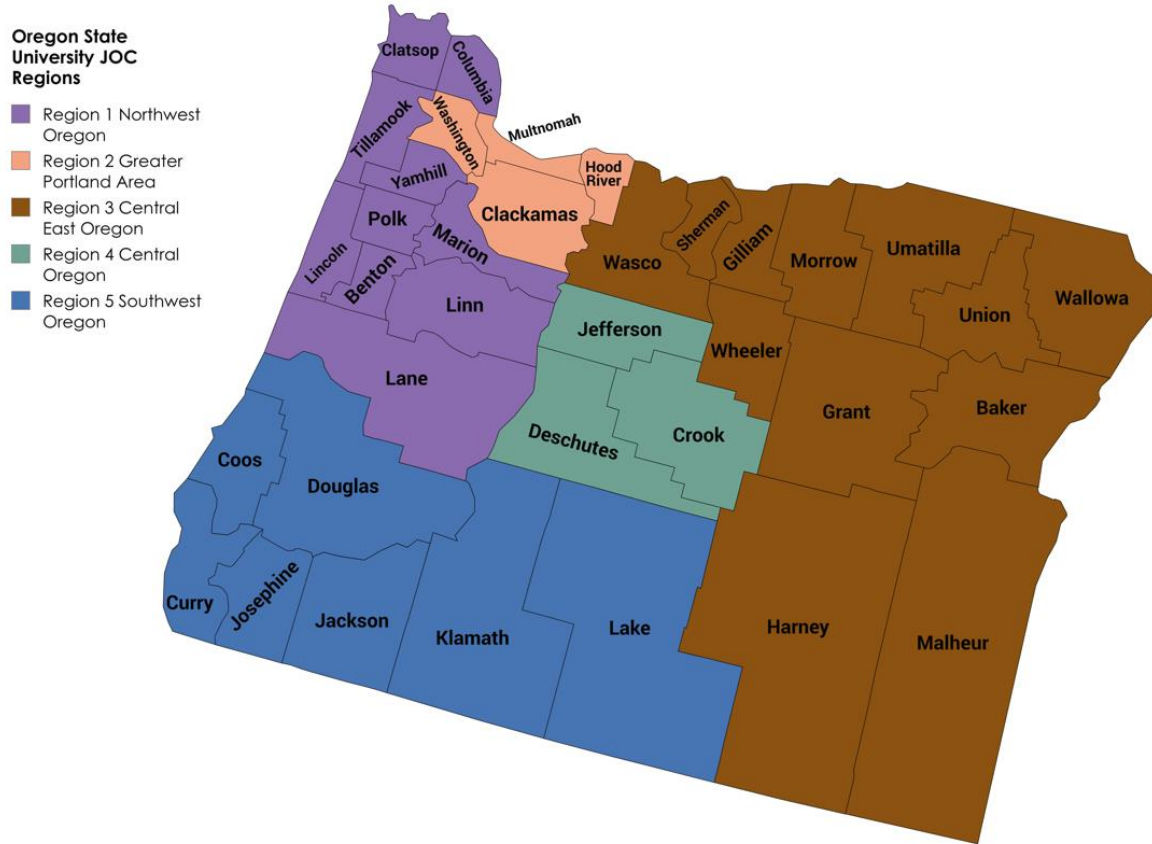 Oregon State
University JOC
Regions
Region 1 Northwest
Oregon
Region 2 Greater
Portland Area
Region 3 Central
East Oregon
Region 4 Central
Oregon
Region 5 Southwest
Oregon
Clatsop
Columbia
Tillamook
Washington
Multnomah
Hood
River
Yamhill
Clackamas
Polk
Marion
Lincoln
Benton
Linn
Lane
Wasco
Sherman
Gilliam
Morrow
Umatilla
Union
Wallowa
Jefferson
Wheeler
Grant
Baker
Deschutes
Crook
Coos
Douglas
Curry
Josephine
Jackson
Klamath
Lake
Harney
Malheur